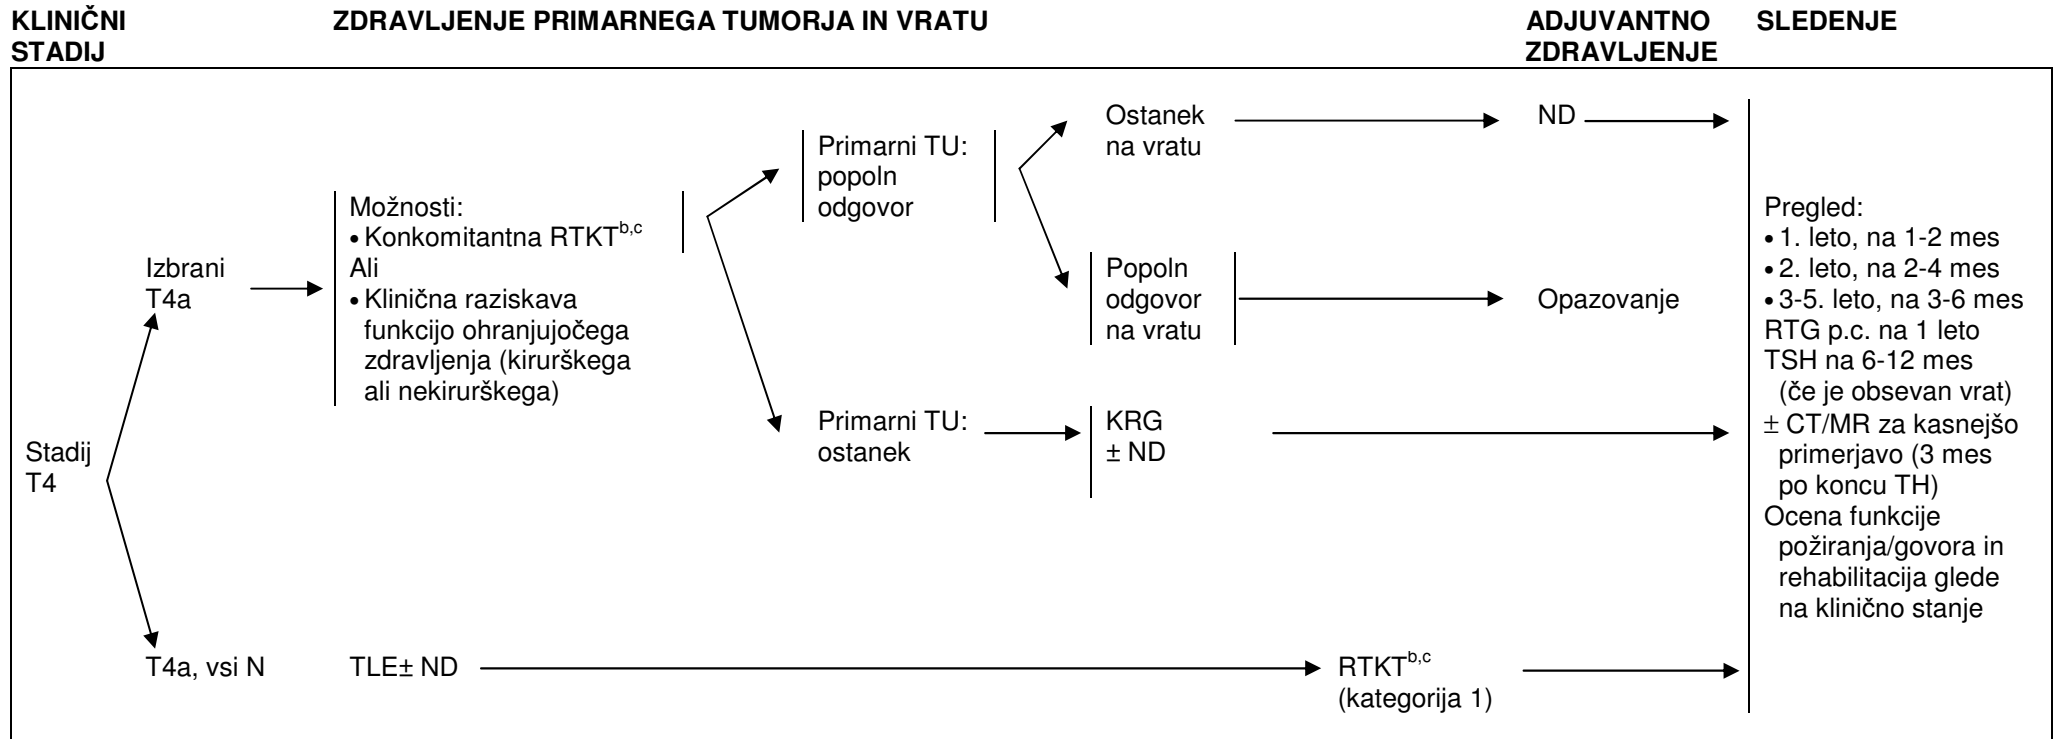 KLINIČNI STADIJ
ZDRAVLJENJE PRIMARNEGA TUMORJA IN VRATU
ADJUVANTNO ZDRAVLJENJE
SLEDENJE
Stadij
T4
Izbrani
T4a
Možnosti:
• Konkomitantna RTKTb,c
Ali
• Klinična raziskava
funkcijo ohranjujočega
zdravljenja (kirurškega
ali nekirurškega)
Primarni TU:
popoln
odgovor
Ostanek
na vratu
ND
Popoln
odgovor
na vratu
Opazovanje
Primarni TU:
ostanek
KRG
± ND
T4a, vsi N
TLE± ND
RTKTb,c
(kategorija 1)
Pregled:
• 1. leto, na 1-2 mes
• 2. leto, na 2-4 mes
• 3-5. leto, na 3-6 mes
RTG p.c. na 1 leto
TSH na 6-12 mes
(če je obsevan vrat)
± CT/MR za kasnejšo
primerjavo (3 mes
po koncu TH)
Ocena funkcije
požiranja/govora in
rehabilitacija glede
na klinično stanje